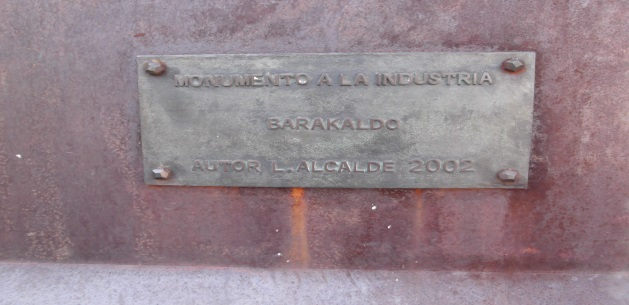 MONUMENTO A LA INDUSTRIA
BARAKALDO
AUTOR L. ALCALDE 2002